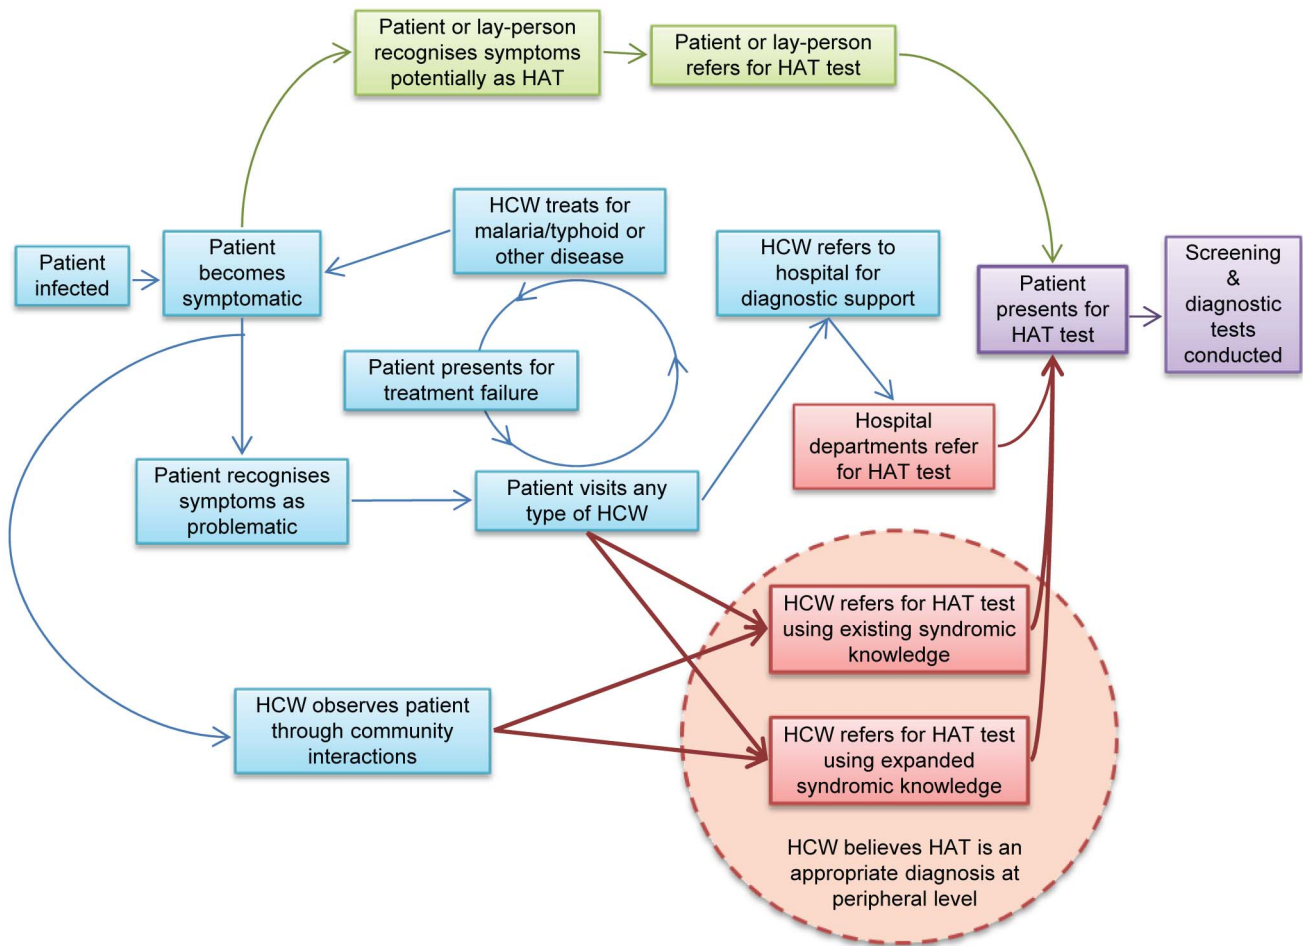 Patient or lay-person
recognises symptoms
potentially as HAT
Patient or lay-person
refers for HAT test
HCW treats for
malaria/typhoid or
other disease
Patient
infected
Patient
becomes
symptomatic
HCW refers to
hospital for
diagnostic support
Patient
presents for
HAT test
Screening
&
diagnostic
tests
conducted
Patient presents for
treatment failure
Hospital
departments refer
for HAT test
Patient recognises
symptoms as
problematic
Patient visits any
type of HCW
HCW refers for HAT test
using existing syndromic
knowledge
HCW observes patient
through community
interactions
HCW refers for HAT test
using expanded
syndromic knowledge
HCW believes HAT is an
appropriate diagnosis at
peripheral level